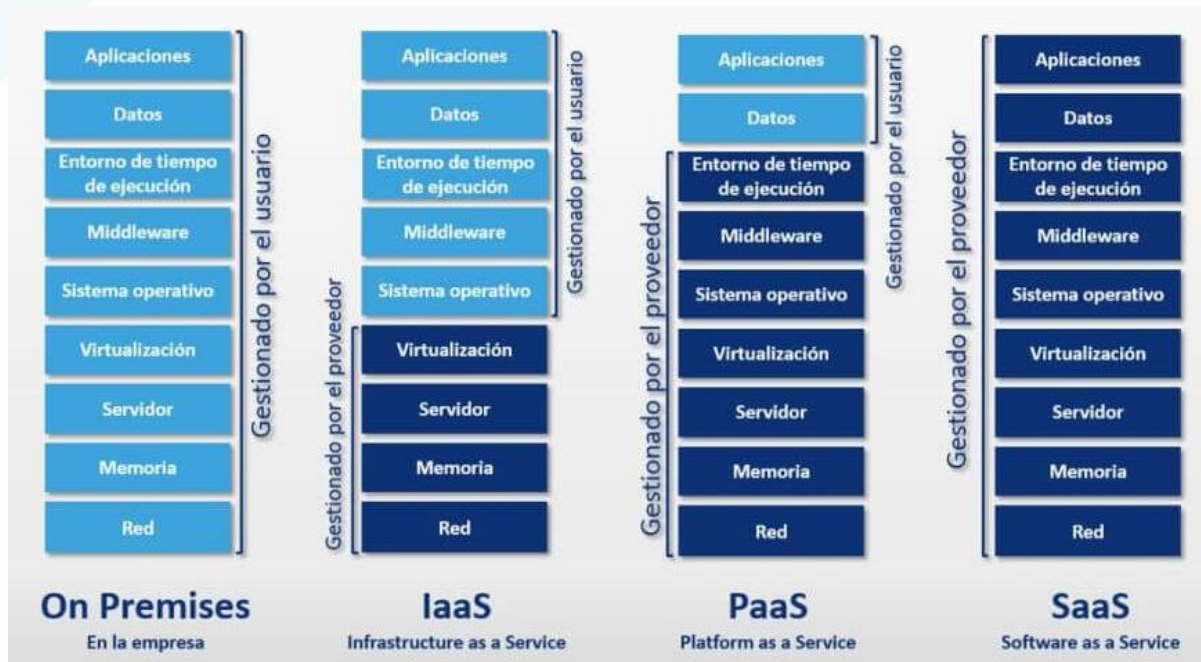 Aplicaciones
Datos
Entorno de tiempo
de ejecución
Middleware
Sistema operativo
Virtualización
Servidor
Memoria
Red
Gestionado por el usuario
On Premises
En la empresa
Aplicaciones
Datos
Entorno de tiempo
de ejecución
Middleware
Sistema operativo
Virtualización
Servidor
Memoria
Red
Gestionado por el usuario
Gestionado por el proveedor
IaaS
Infrastructure as a Service
Aplicaciones
Datos
Entorno de tiempo
de ejecución
Middleware
Sistema operativo
Virtualización
Servidor
Memoria
Red
Gestionado por el usuario
Gestionado por el proveedor
PaaS
Platform as a Service
Aplicaciones
Datos
Entorno de tiempo
de ejecución
Middleware
Sistema operativo
Virtualización
Servidor
Memoria
Red
Gestionado por el proveedor
SaaS
Software as a Service